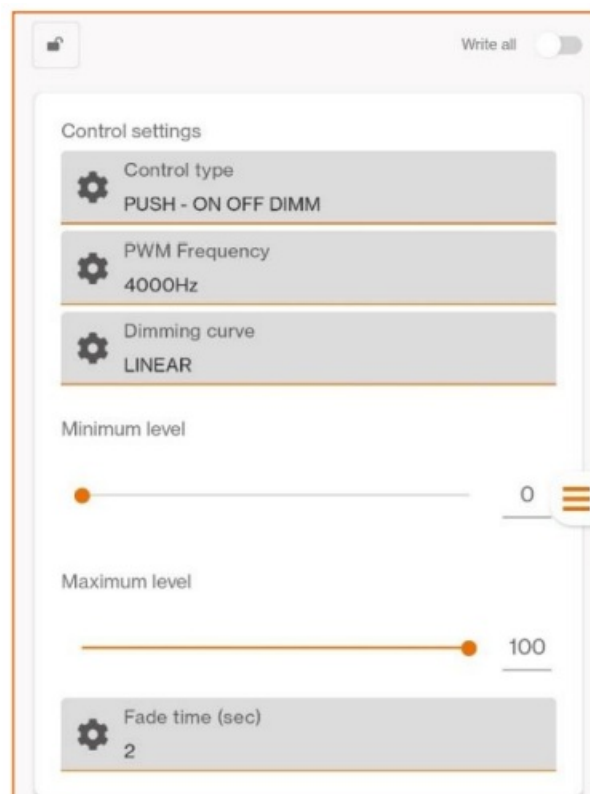 Write all
Control settings
Control type
PUSH - ON OFF DIMM
PWM Frequency
4000Hz
Dimming curve
LINEAR
Minimum level
0
Maximum level
100
Fade time (sec)
2